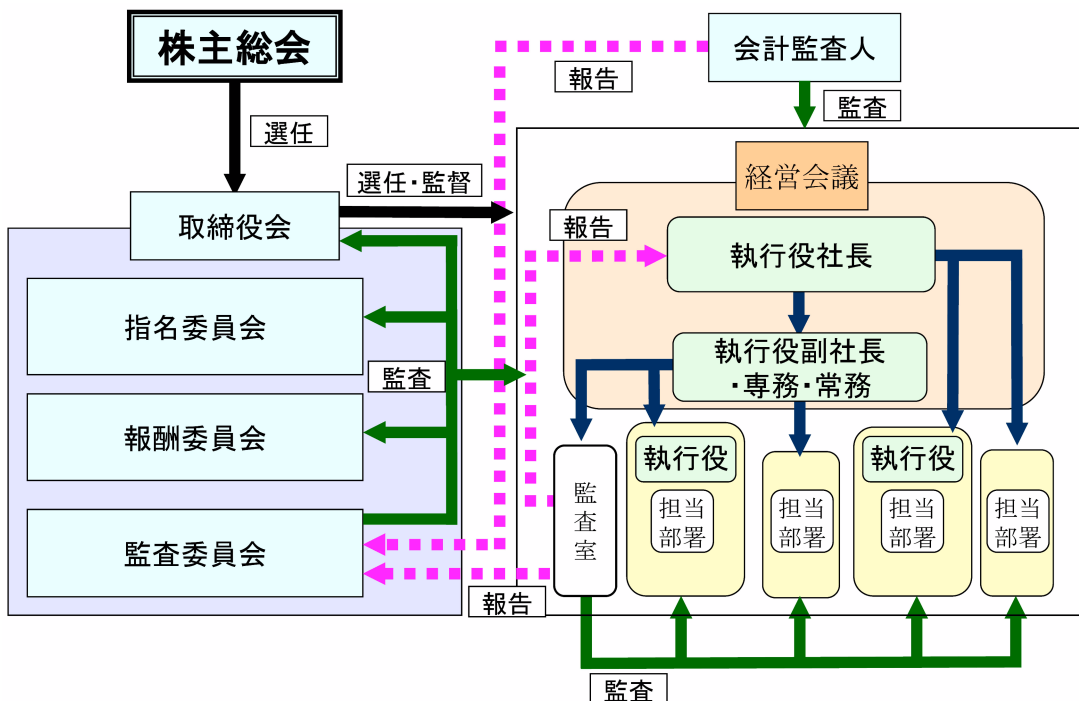 株主総会
会計監査人
報告
監査
選任
経営会議
選任・監督
取締役会
報告
執行役社長
指名委員会
執行役副社長
・専務・常務
監査
報酬委員会
執行役
執行役
監査室
担当
部署
担当
部署
担当
部署
担当
部署
監査委員会
報告
監査